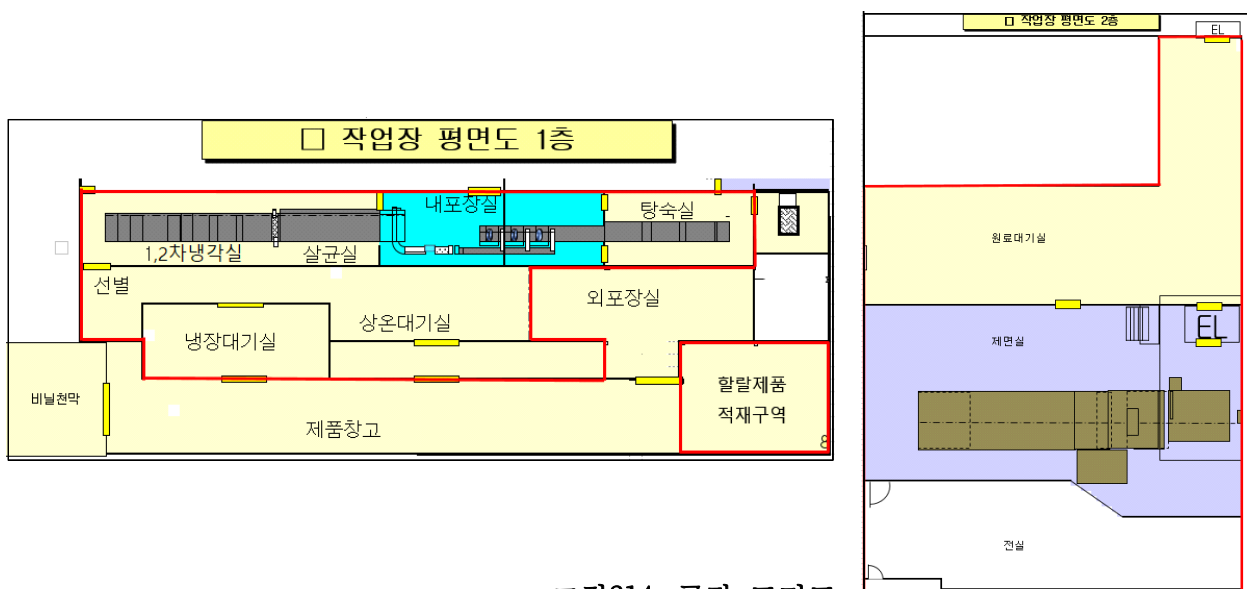 □ 작업장 평면도 1층
내포장실
탕숙실
1,2차냉각실
살균실
선별
외포장실
상온대기실
냉장대기실
비닐천막
할랄제품
적재구역
제품창고
8
□ 작업장 평면도 2층
EL
원료대기실
EL
제면실
전실